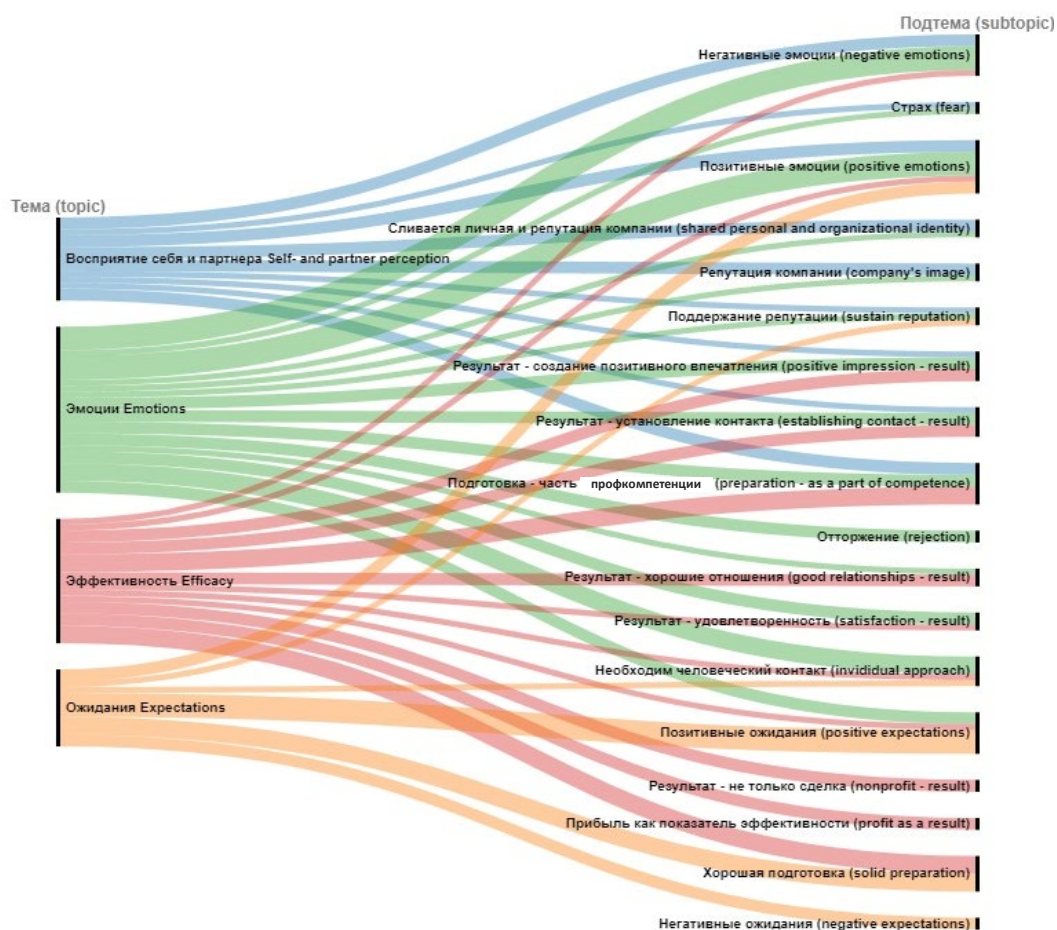 Подтема (subtopic)
Негативные эмоции (negative emotions)
Страх (fear)
Позитивные эмоции (positive emotions)
Тема (topic)
Сливается личная и репутация компании (shared personal and organizational identity)
Восприятие себя и партнера Self- and partner perception
Репутация компании (company's image)
Поддержание репутации (sustain reputation)
Результат - создание позитивного впечатления (positive impression - result)
Эмоции Emotions
Результат - установление контакта (establishing contact - result)
Подготовка - часть профкомпетенции (preparation - as a part of competence)
Отторжение (rejection)
Результат - хорошие отношения (good relationships - result)
Эффективность Efficacy
Результат - удовлетворенность (satisfaction - result)
Необходим человеческий контакт (invididual approach)
Ожидания Expectations
Позитивные ожидания (positive expectations)
Результат - не только сделка (nonprofit - result)
Прибыль как показатель эффективности (profit as a result)
Хорошая подготовка (solid preparation)
Негативные ожидания (negative expectations)